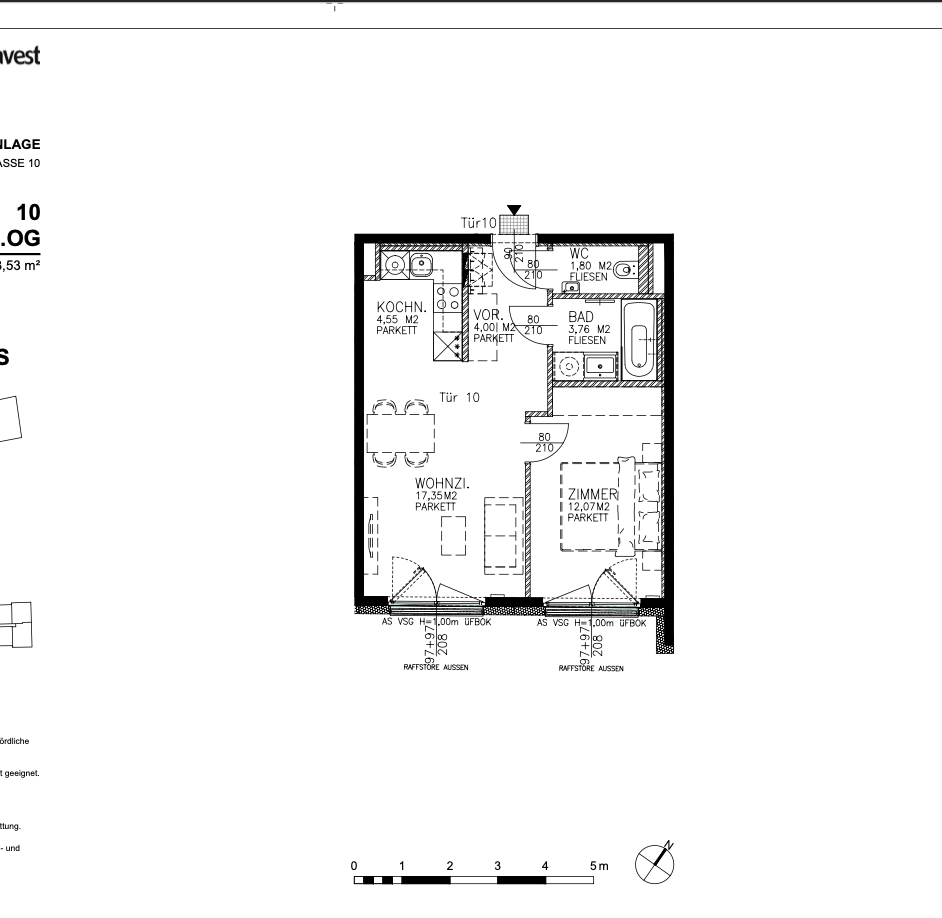 avest
NLAGE
ASSE 10
10
.OG
3,53 m²
S
Tür10
90
210
80
210
WC
1,80 M2
FLIESEN
KOCHN.
4,55 M2
PARKETT
VOR.
4,00 M2
PARKETT
80
210
BAD
3,76 M2
FLIESEN
Tür 10
80
210
WOHNZI.
17,35M2
PARKETT
ZIMMER
12,07M2
PARKETT
AS VSG H=1,00m üFBOK
AS VSG H=1,00m üFBOK
97+97
208
97+97
208
RAFFSTORE AUSSEN
RAFFSTORE AUSSEN
ördliche
t geeignet.
ttung.
- und
0 1 2 3 4 5 m
N